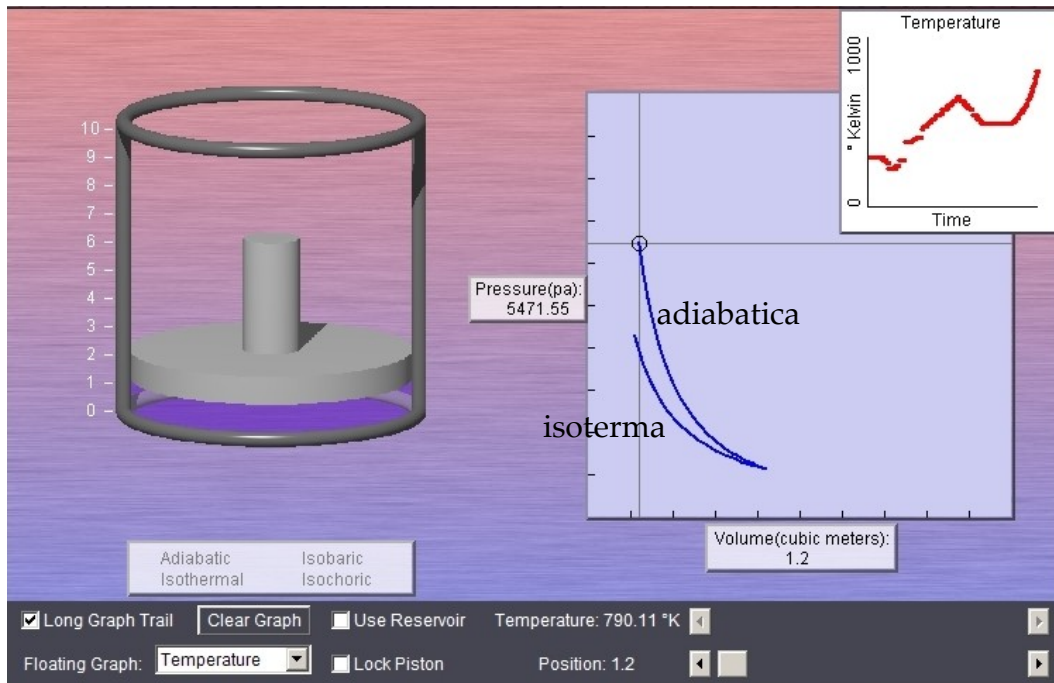 Temperature
° Kelvin
1000
0
Time
10
9
8
7
6
5
4
3
2
1
0
Pressure(pa):
5471.55
adiabatica
isoterma
Volume(cubic meters):
1.2
Adiabatic Isobaric
Isothermal Isochoric
Long Graph Trail Clear Graph Use Reservoir Temperature: 790.11 °K
Floating Graph: Temperature Lock Piston Position: 1.2